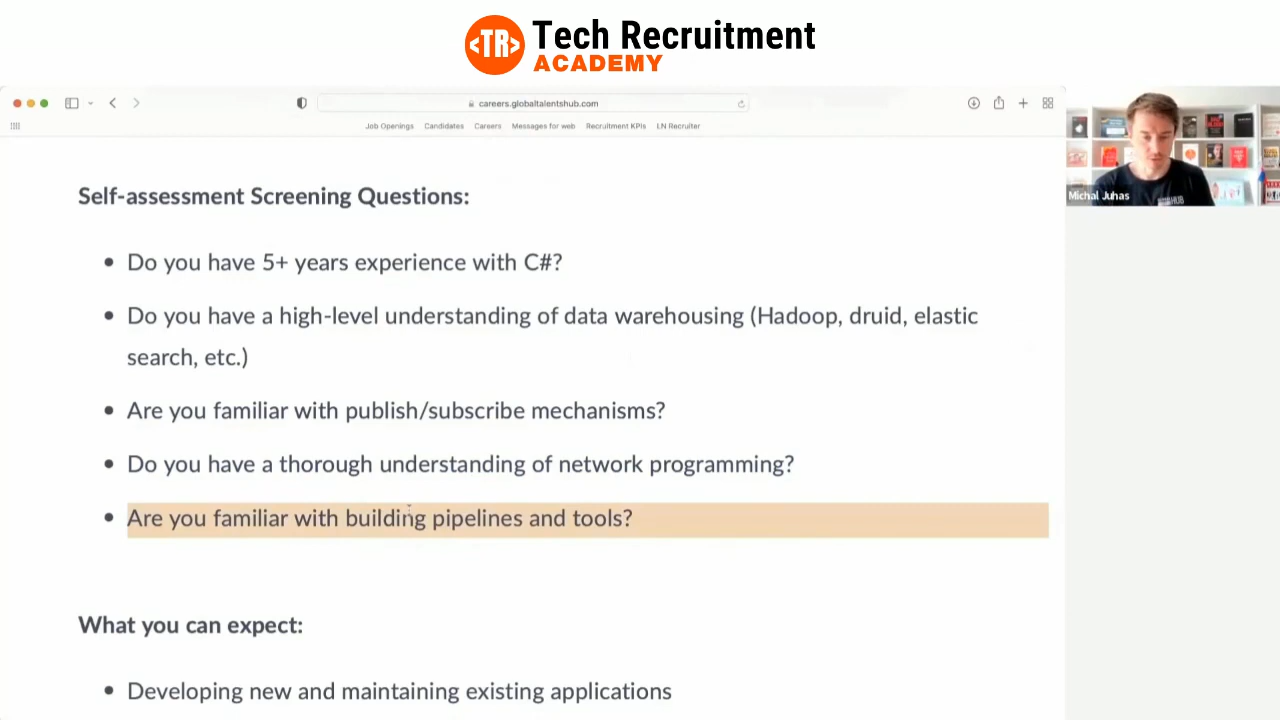 <TR> Tech Recruitment
ACADEMY
careers.globaltalentshub.com
Job Openings Candidates Careers Messages for web Recruitment KPIs LN Recruiter
Michal Juhas
HUB
Self-assessment Screening Questions:
• Do you have 5+ years experience with C#?
• Do you have a high-level understanding of data warehousing (Hadoop, druid, elastic
search, etc.)
• Are you familiar with publish/subscribe mechanisms?
• Do you have a thorough understanding of network programming?
• Are you familiar with building pipelines and tools?
What you can expect:
• Developing new and maintaining existing applications